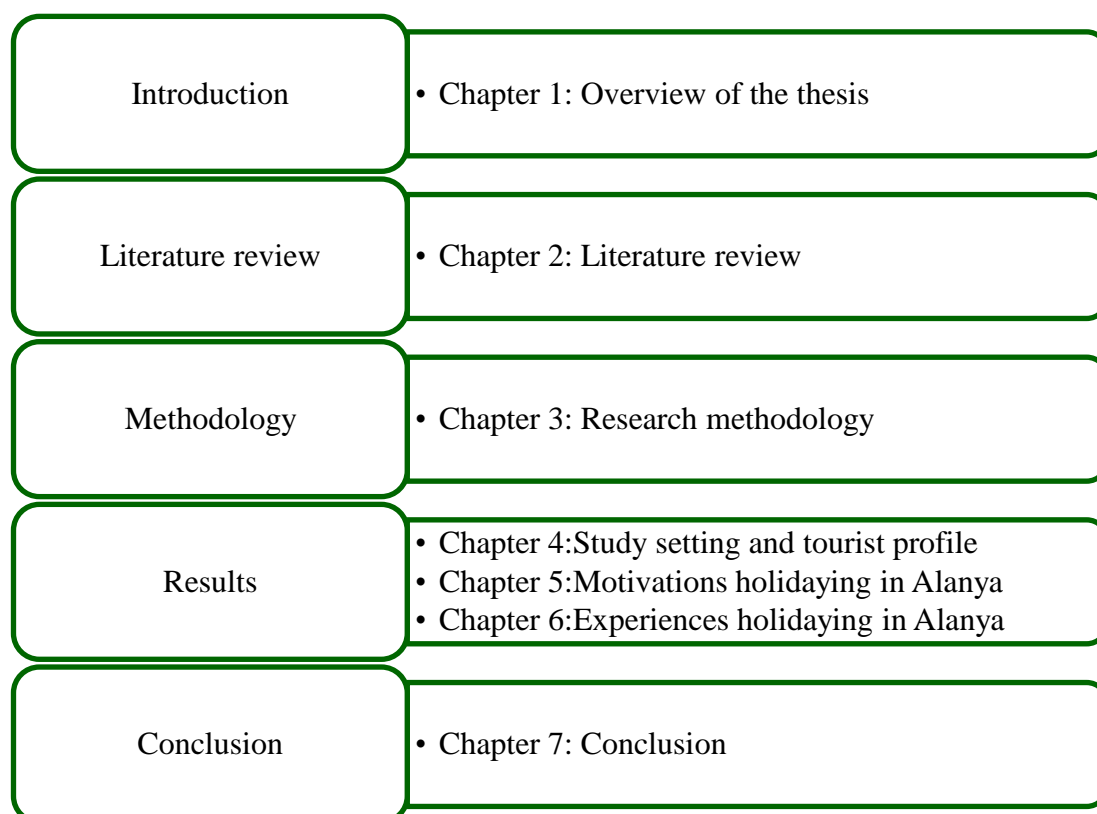 Introduction
• Chapter 1: Overview of the thesis
Literature review
• Chapter 2: Literature review
Methodology
• Chapter 3: Research methodology
Results
• Chapter 4:Study setting and tourist profile
• Chapter 5:Motivations holidaying in Alanya
• Chapter 6:Experiences holidaying in Alanya
Conclusion
• Chapter 7: Conclusion